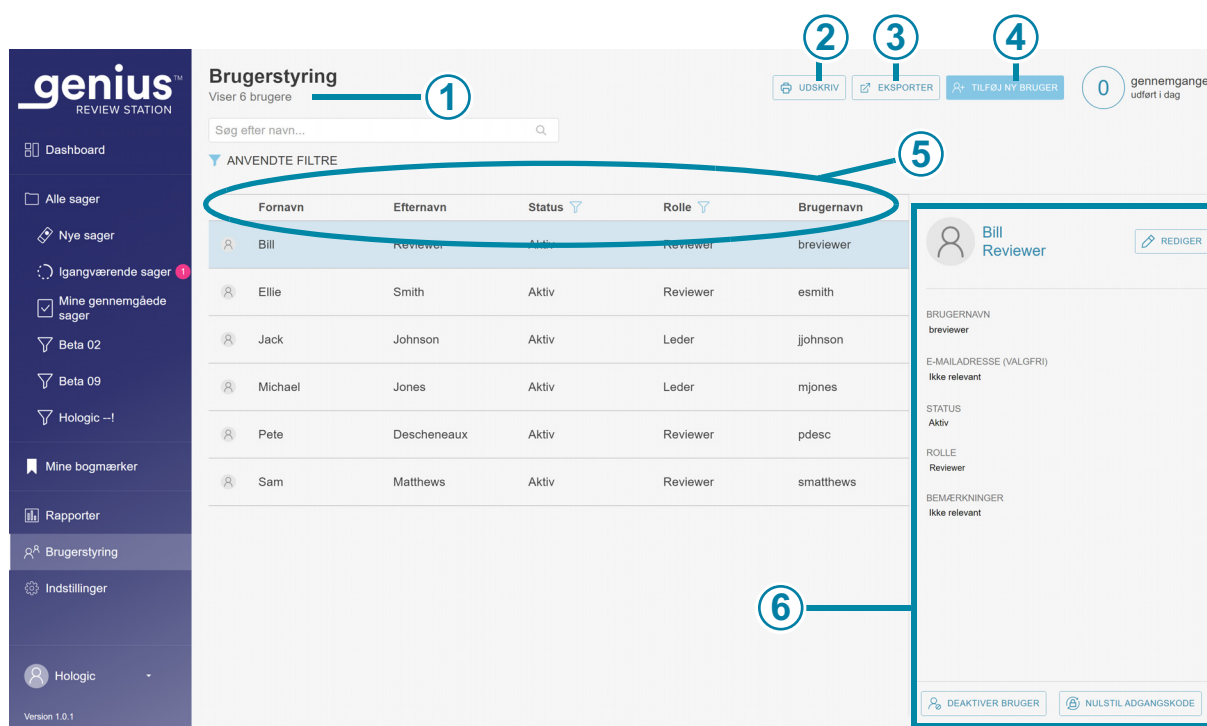 2 3 4
genius™
REVIEW STATION
Dashboard
Alle sager
Nye sager
Igangværende sager 1
Mine gennemgåede
sager
Beta 02
Beta 09
Hologic --!
Mine bogmærker
Rapporter
Brugerstyring
Indstillinger
Hologic
Version 1.0.1
Brugerstyring
Viser 6 brugere
1
UDSKRIV
EKSPORTER
TILFØJ NY BRUGER
0
gennemgange
udført i dag
Søg efter navn...
ANVENDTE FILTRE
5
Fornavn Efternavn Status Rolle Brugernavn
Bill Reviewer Aktiv Reviewer breviewer
Ellie Smith Aktiv Reviewer esmith
Jack Johnson Aktiv Leder jjohnson
Michael Jones Aktiv Leder mjones
Pete Descheneaux Aktiv Reviewer pdesc
Sam Matthews Aktiv Reviewer smatthews
6
Bill
Reviewer
REDIGER
BRUGERNAVN
breviewer
E-MAILADRESSE (VALGFRI)
Ikke relevant
STATUS
Aktiv
ROLLE
Reviewer
BEMÆRKNINGER
Ikke relevant
DEAKTIVER BRUGER
NULSTIL ADGANGSKODE